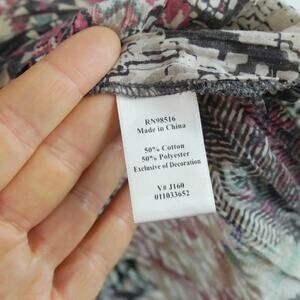 RN98516
Made in China
50% Cotton
50% Polyester
Exclusive of Decoration
V# J160
011033652